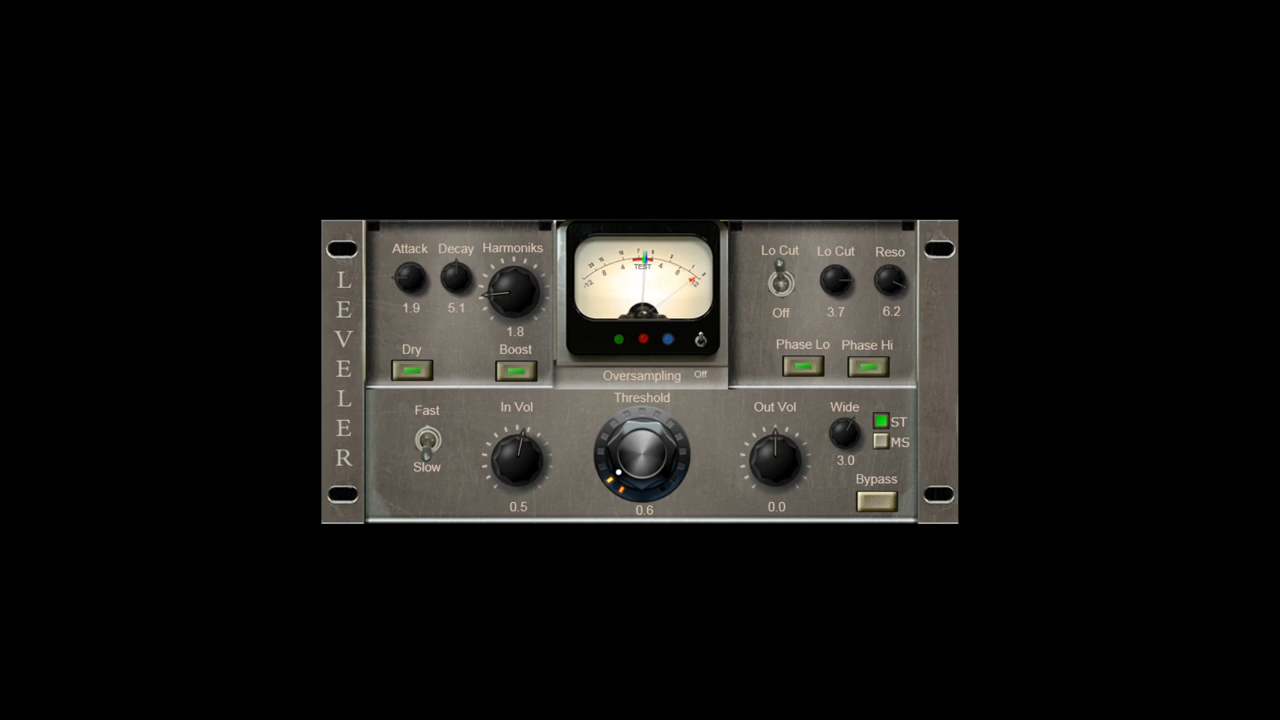 LEVELER
Attack Decay Harmoniks
1.9 5.1 1.8
Dry Boost
TEST
Oversampling Off
Lo Cut Lo Cut Reso
Off 3.7 6.2
Phase Lo Phase Hi
Fast
Slow
In Vol
0.5
Threshold
0.6
Out Vol
0.0
Wide
3.0
ST
MS
Bypass